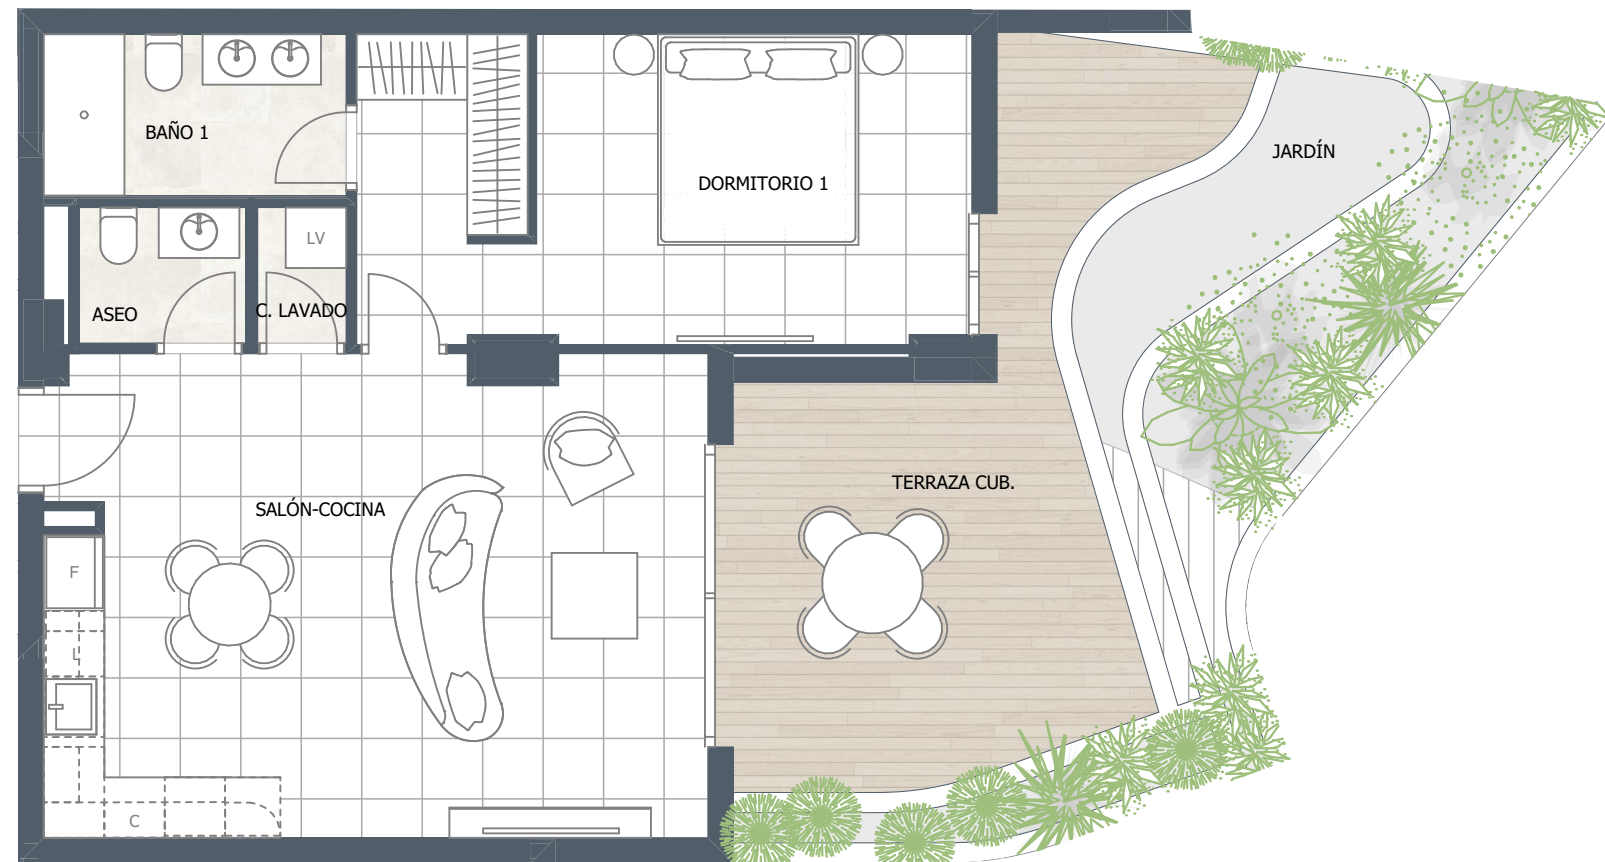 BAÑO 1
JARDÍN
DORMITORIO 1
LV
ASEO
C. LAVADO
TERRAZA CUB.
SALÓN-COCINA
F
L
C